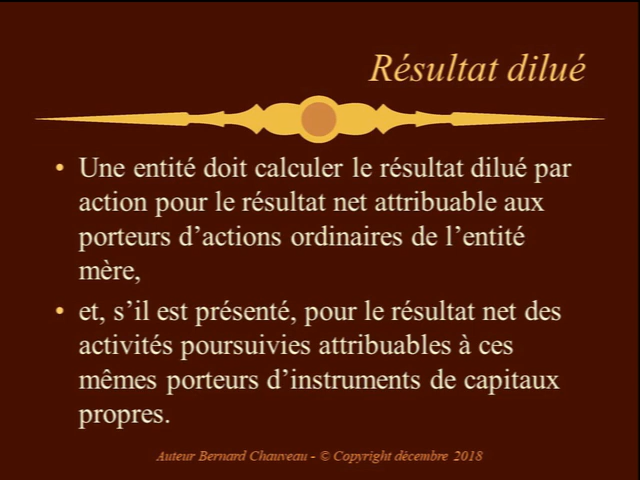 Résultat dilué
• Une entité doit calculer le résultat dilué par
action pour le résultat net attribuable aux
porteurs d’actions ordinaires de l’entité
mère,
• et, s’il est présenté, pour le résultat net des
activités poursuivies attribuables à ces
mêmes porteurs d’instruments de capitaux
propres.
Auteur Bernard Chauveau - © Copyright décembre 2018